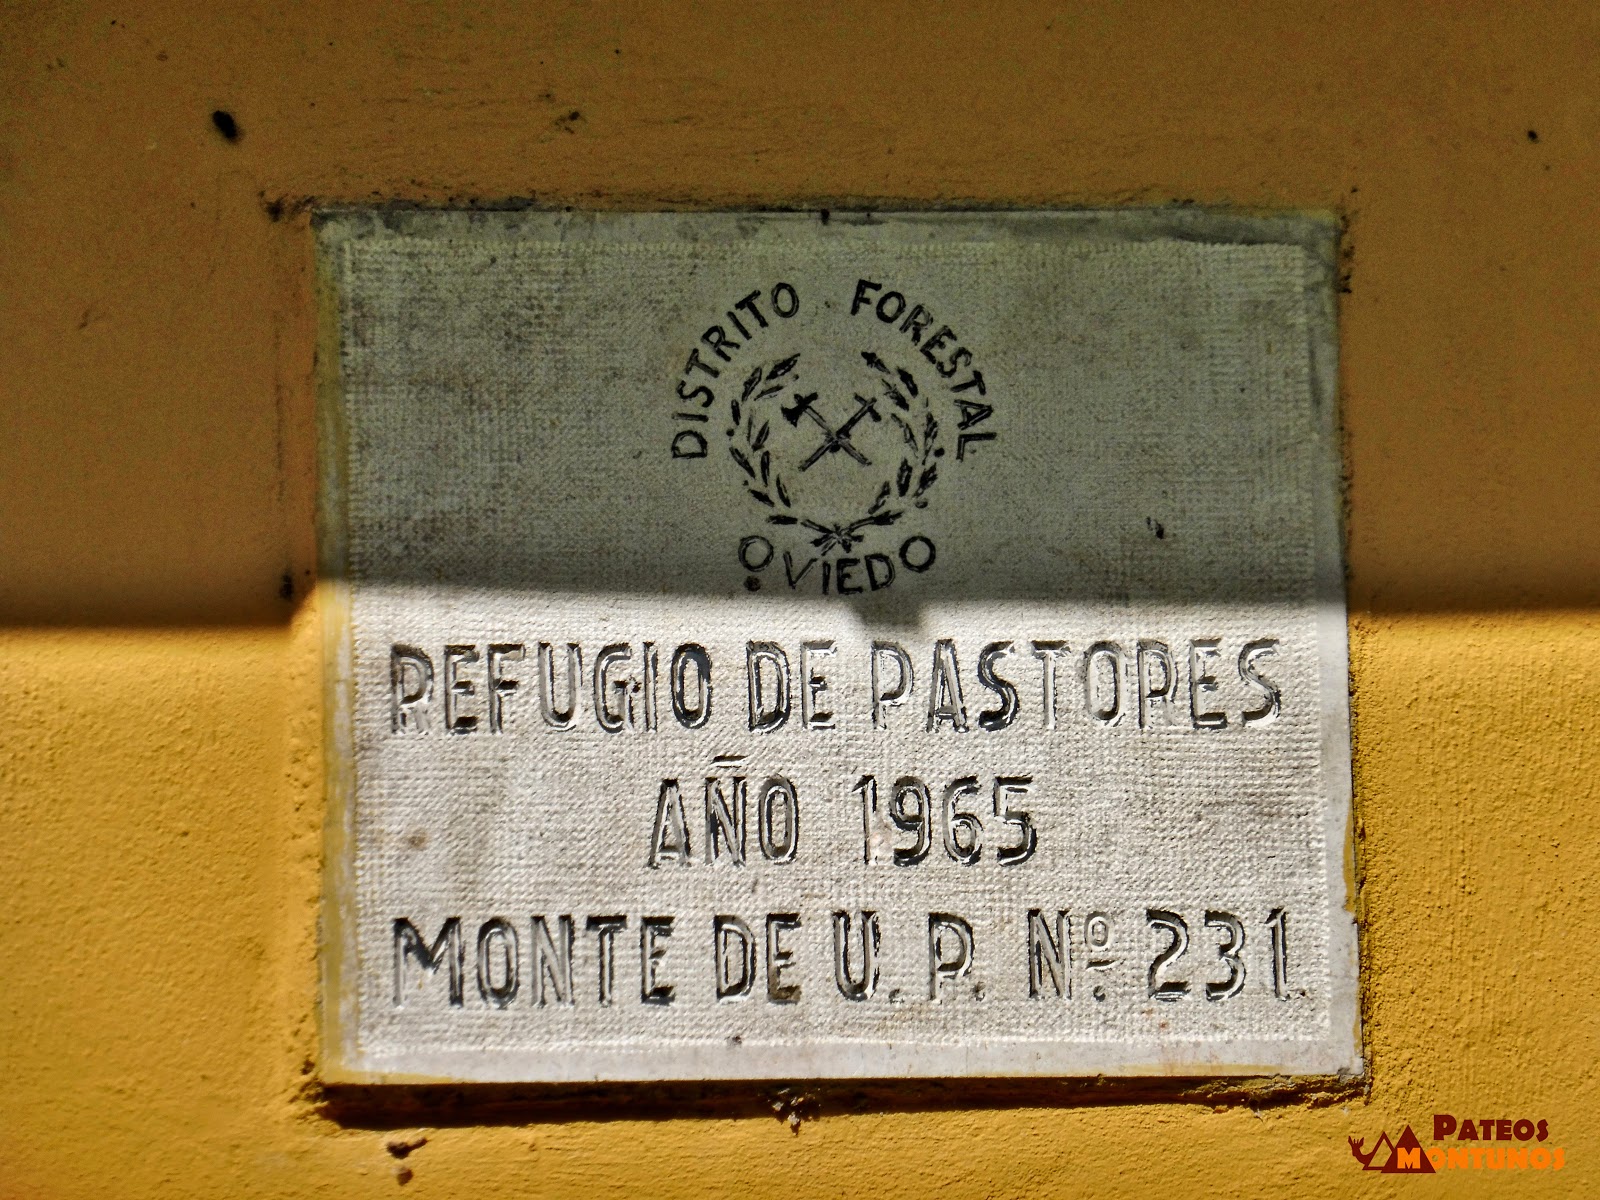 DISTRITO FORESTAL
OVIEDO
REFUGIO DE PASTORES
AÑO 1965
MONTE DE U.P. Nº. 231.
PATEOS
MONTUNOS